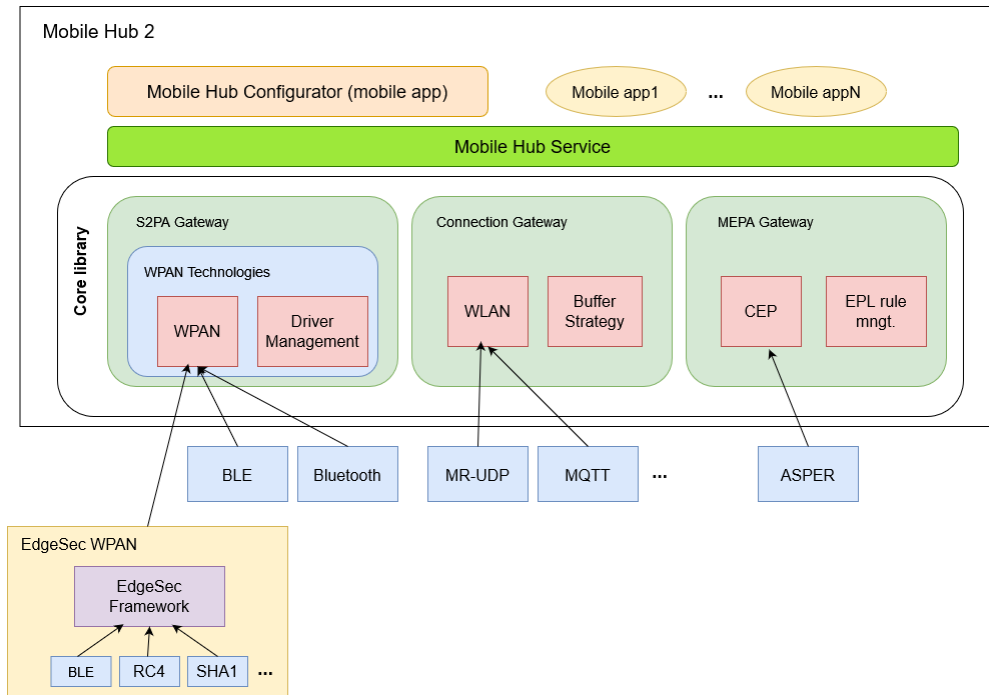 Mobile Hub 2
Mobile Hub Configurator (mobile app)
Mobile app1
...
Mobile appN
Mobile Hub Service
Core library
S2PA Gateway
WPAN Technologies
WPAN
Driver
Management
Connection Gateway
WLAN
Buffer
Strategy
MEPA Gateway
CEP
EPL rule
mngt.
BLE
Bluetooth
MR-UDP
MQTT
...
ASPER
EdgeSec WPAN
EdgeSec
Framework
BLE
RC4
SHA1
...